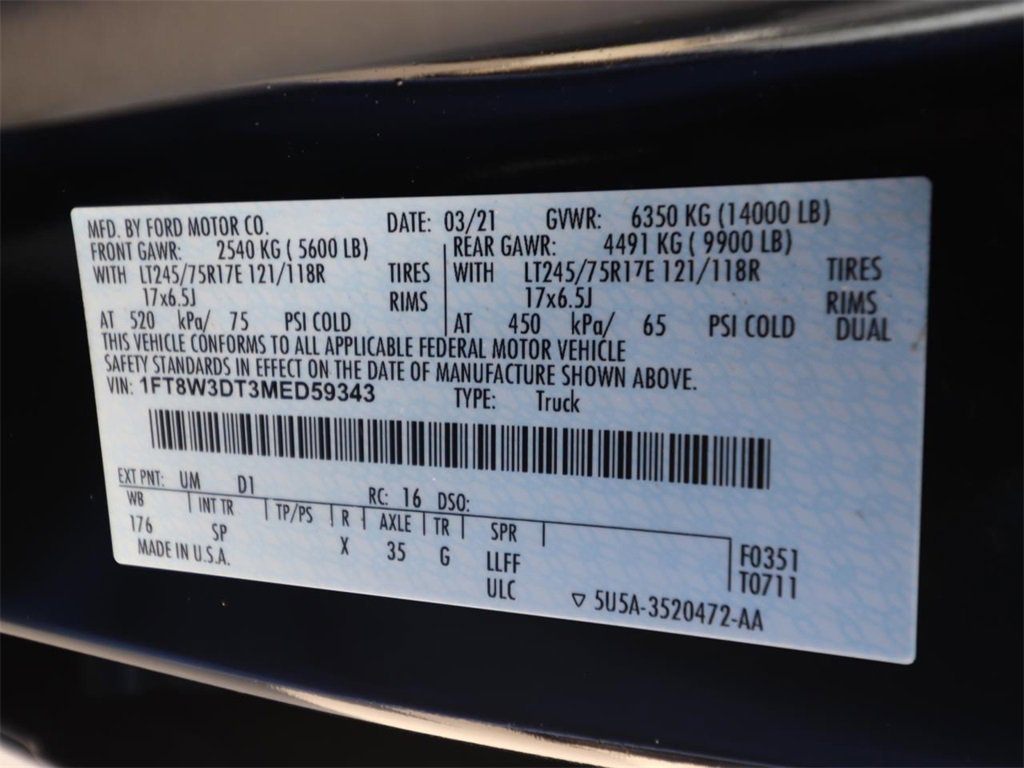 MFD. BY FORD MOTOR CO. DATE: 03/21 GVWR: 6350 KG (14000 LB)
FRONT GAWR: 2540 KG ( 5600 LB) REAR GAWR: 4491 KG ( 9900 LB)
WITH LT245/75R17E 121/118R TIRES WITH LT245/75R17E 121/118R TIRES
17x6.5J RIMS 17x6.5J RIMS
AT 520 kPa/ 75 PSI COLD AT 450 kPa/ 65 PSI COLD DUAL
THIS VEHICLE CONFORMS TO ALL APPLICABLE FEDERAL MOTOR VEHICLE
SAFETY STANDARDS IN EFFECT ON THE DATE OF MANUFACTURE SHOWN ABOVE.
VIN: 1FT8W3DT3MED59343 TYPE: Truck
EXT PNT: UM D1 RC: 16 DSO:
WB INT TR TP/PS R AXLE TR SPR
176 SP X 35 G LLFF F0351
MADE IN U.S.A. ULC T0711
▽ 5U5A-3520472-AA